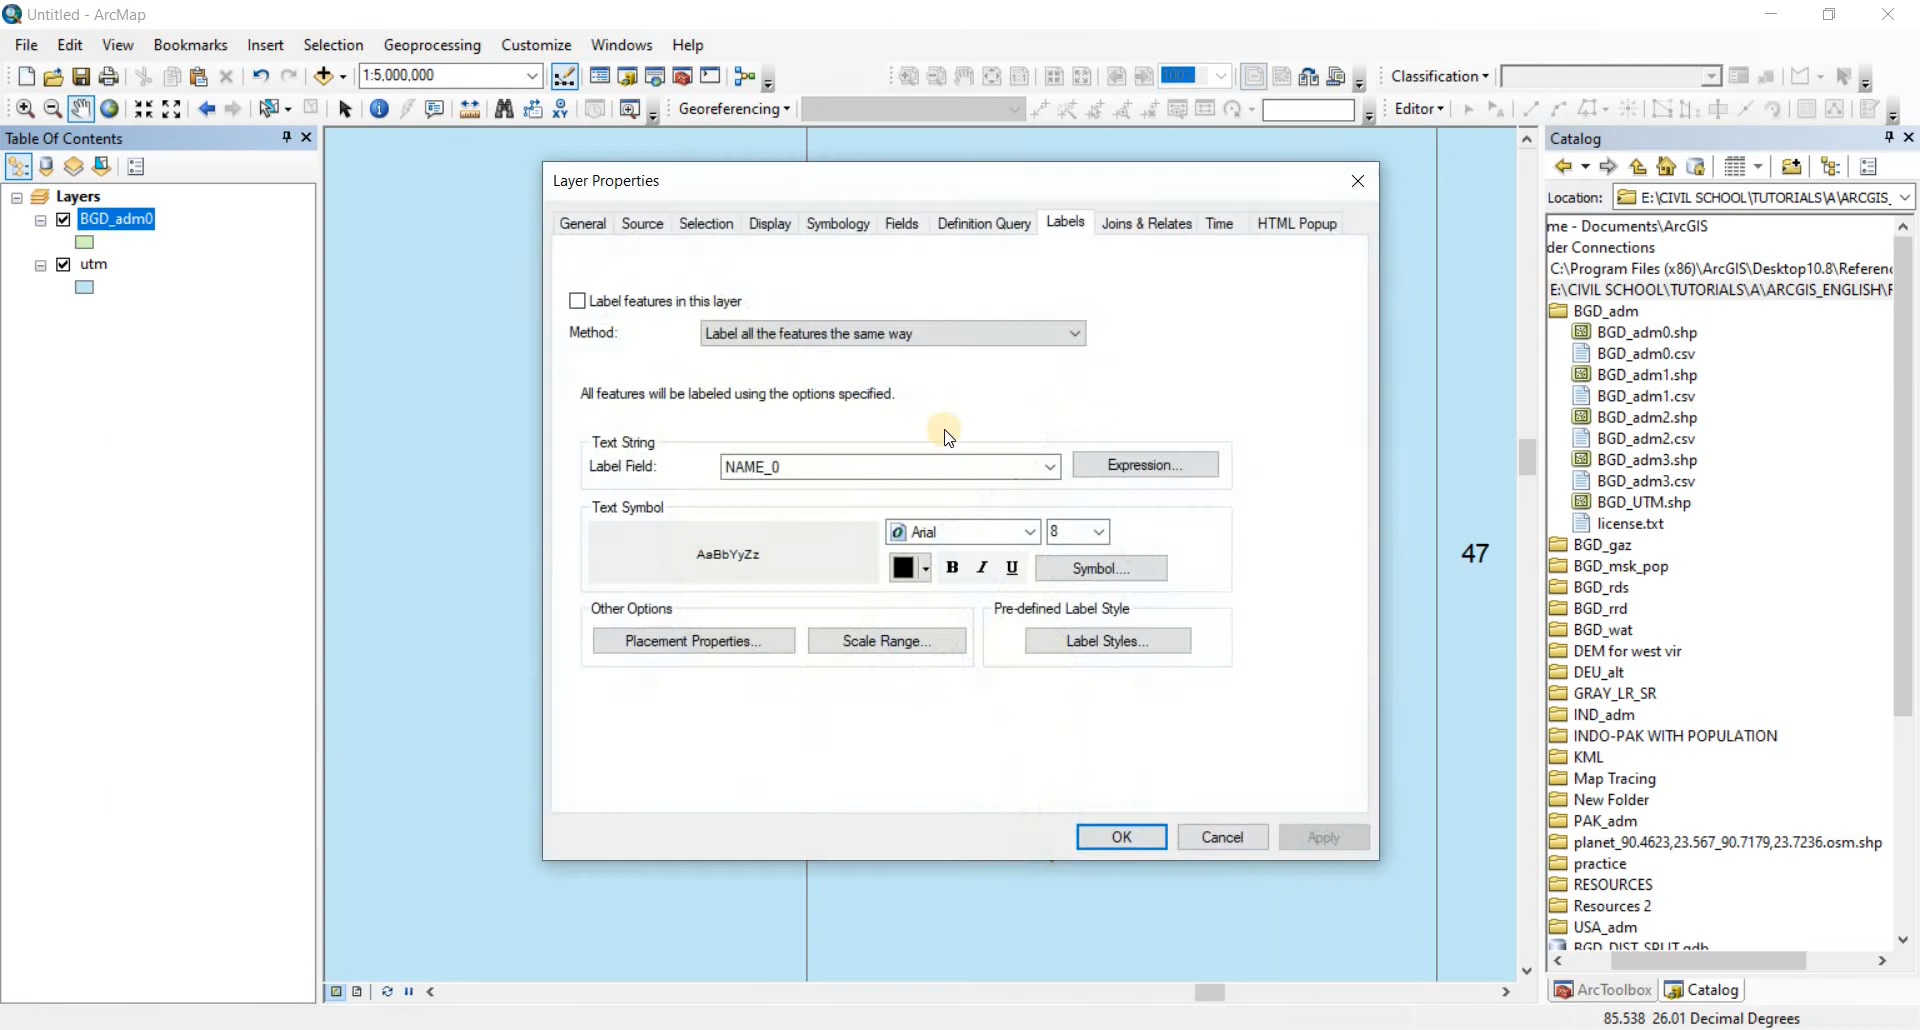 Untitled - ArcMap
File Edit View Bookmarks Insert Selection Geoprocessing Customize Windows Help
1:5,000,000
100%
Classification
Georeferencing
Editor
Table Of Contents
Layers
BGD_adm0
utm
Layer Properties
General Source Selection Display Symbology Fields Definition Query Labels Joins & Relates Time HTML Popup
Label features in this layer
Method: Label all the features the same way
All features will be labeled using the options specified.
Text String
Label Field: NAME_0 Expression...
Text Symbol
AaBbYyZz
Arial 8
B I U Symbol....
Other Options
Placement Properties... Scale Range...
Pre-defined Label Style
Label Styles...
OK Cancel Apply
47
Catalog
Location: E:\CIVIL SCHOOL\TUTORIALS\A\ARCGIS_
me - Documents\ArcGIS
der Connections
C:\Program Files (x86)\ArcGIS\Desktop10.8\Referen
E:\CIVIL SCHOOL\TUTORIALS\A\ARCGIS_ENGLISH\F
BGD_adm
BGD_adm0.shp
BGD_adm0.csv
BGD_adm1.shp
BGD_adm1.csv
BGD_adm2.shp
BGD_adm2.csv
BGD_adm3.shp
BGD_adm3.csv
BGD_UTM.shp
license.txt
BGD_gaz
BGD_msk_pop
BGD_rds
BGD_rrd
BGD_wat
DEM for west vir
DEU_alt
GRAY_LR_SR
IND_adm
INDO-PAK WITH POPULATION
KML
Map Tracing
New Folder
PAK_adm
planet_90.4623,23.567_90.7179,23.7236.osm.shp
practice
RESOURCES
Resources 2
USA_adm
BGD_DIST_SPLIT.gdb
ArcToolbox Catalog
85.538 26.01 Decimal Degrees